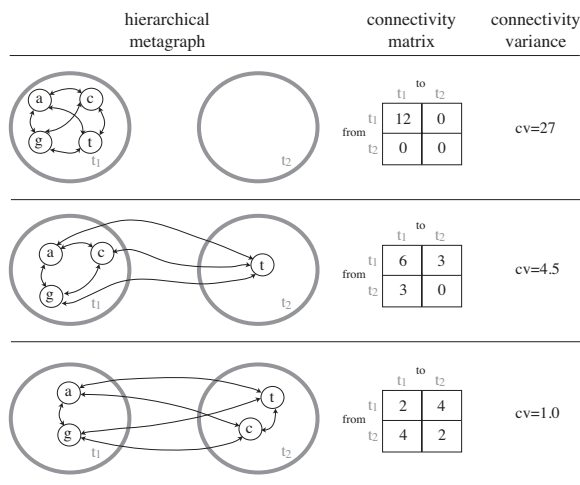 hierarchical metagraph
connectivity matrix
connectivity variance
a c
g t
t1
t2
to
t1 t2
from t1 12 0
t2 0 0
cv=27
a c
g
t1
t
t2
to
t1 t2
from t1 6 3
t2 3 0
cv=4.5
a
g
t1
t
c
t2
to
t1 t2
from t1 2 4
t2 4 2
cv=1.0